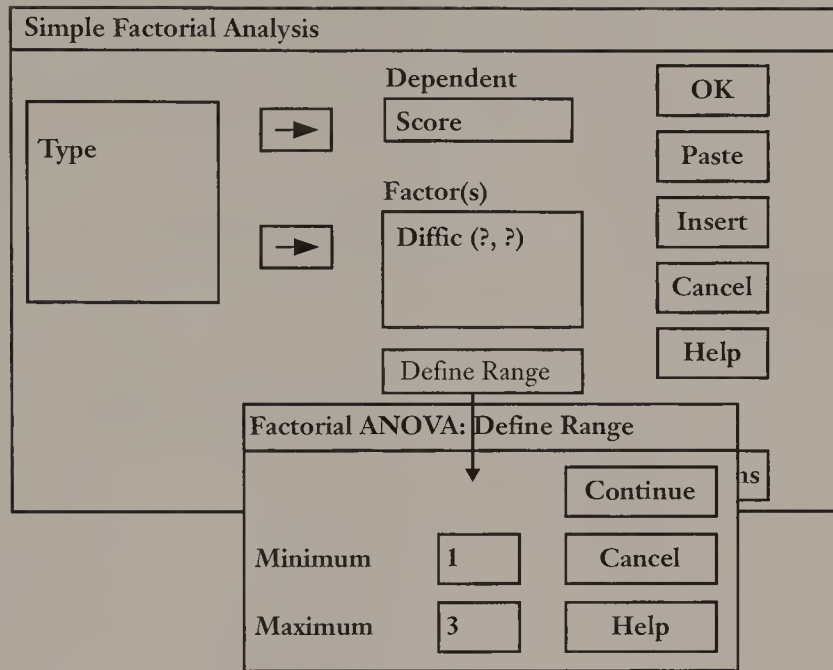 Simple Factorial Analysis
Dependent
OK
Score
Type
Paste
Factor(s)
Diffic (?, ?)
Insert
Cancel
Help
Define Range
Factorial ANOVA: Define Range
Continue
ns
Minimum
1
Cancel
Maximum
3
Help